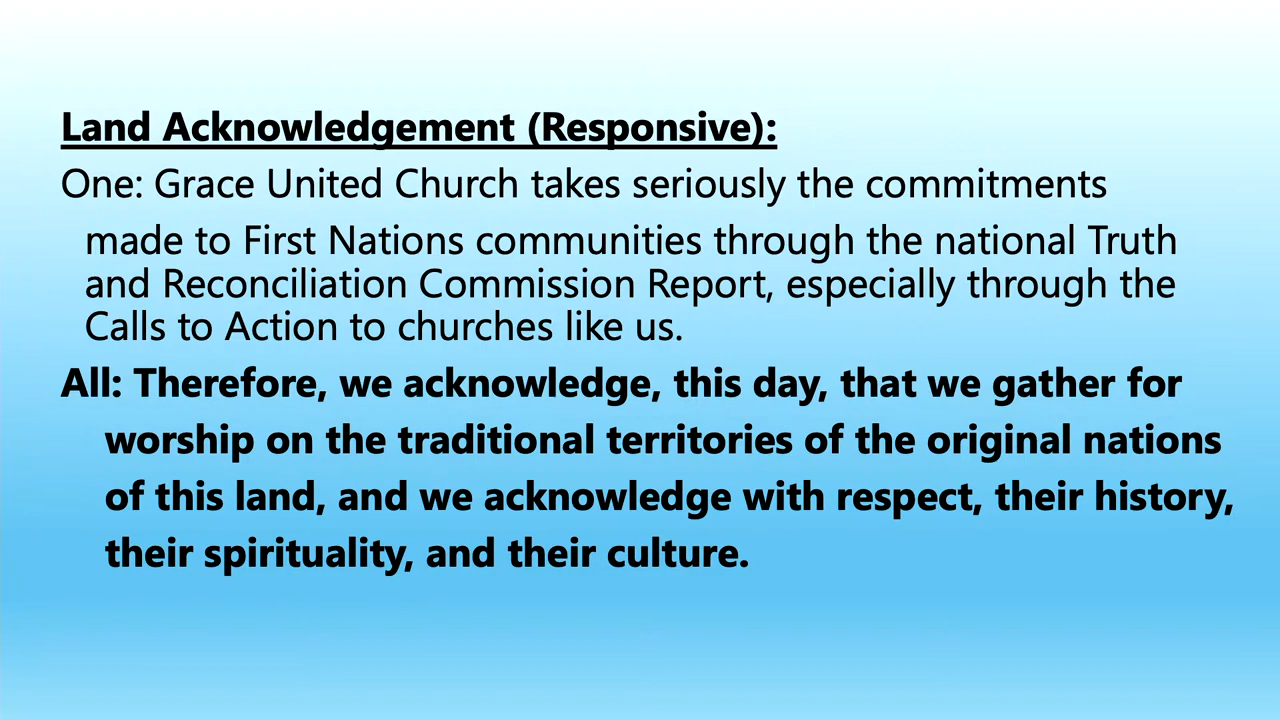 Land Acknowledgement (Responsive):
One: Grace United Church takes seriously the commitments
made to First Nations communities through the national Truth
and Reconciliation Commission Report, especially through the
Calls to Action to churches like us.
All: Therefore, we acknowledge, this day, that we gather for
worship on the traditional territories of the original nations
of this land, and we acknowledge with respect, their history,
their spirituality, and their culture.